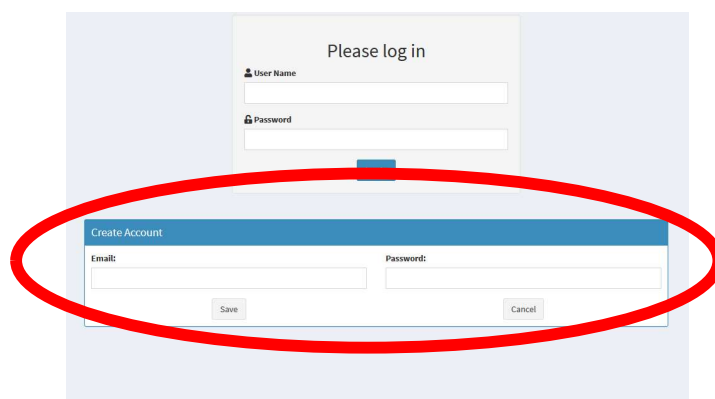 Please log in
User Name
Password
Create Account
Email: Password:
Save Cancel